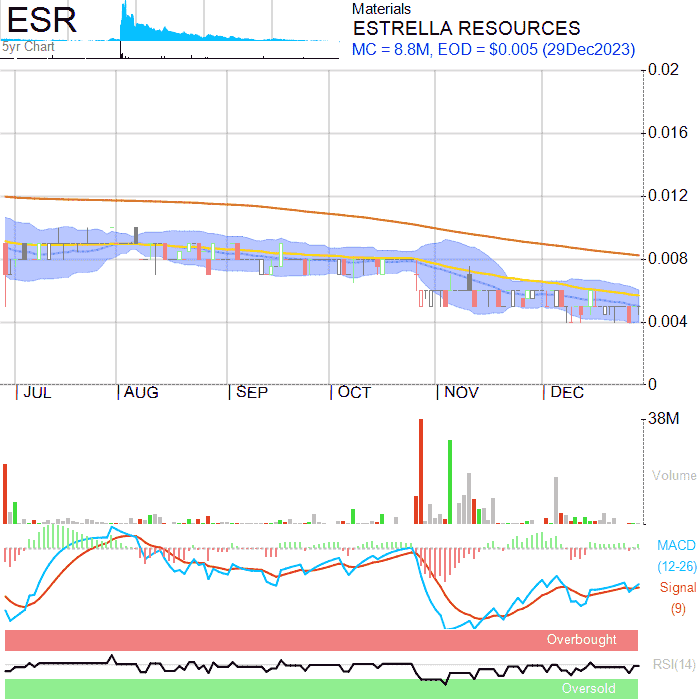 ESR
5yr Chart
Materials
ESTRELLA RESOURCES
MC = 8.8M, EOD = $0.005 (29Dec2023)
0.02
0.016
0.012
0.008
0.004
0
JUL AUG SEP OCT NOV DEC
38M
Volume
MACD
(12-26)
Signal
(9)
Overbought
RSI(14)
Oversold